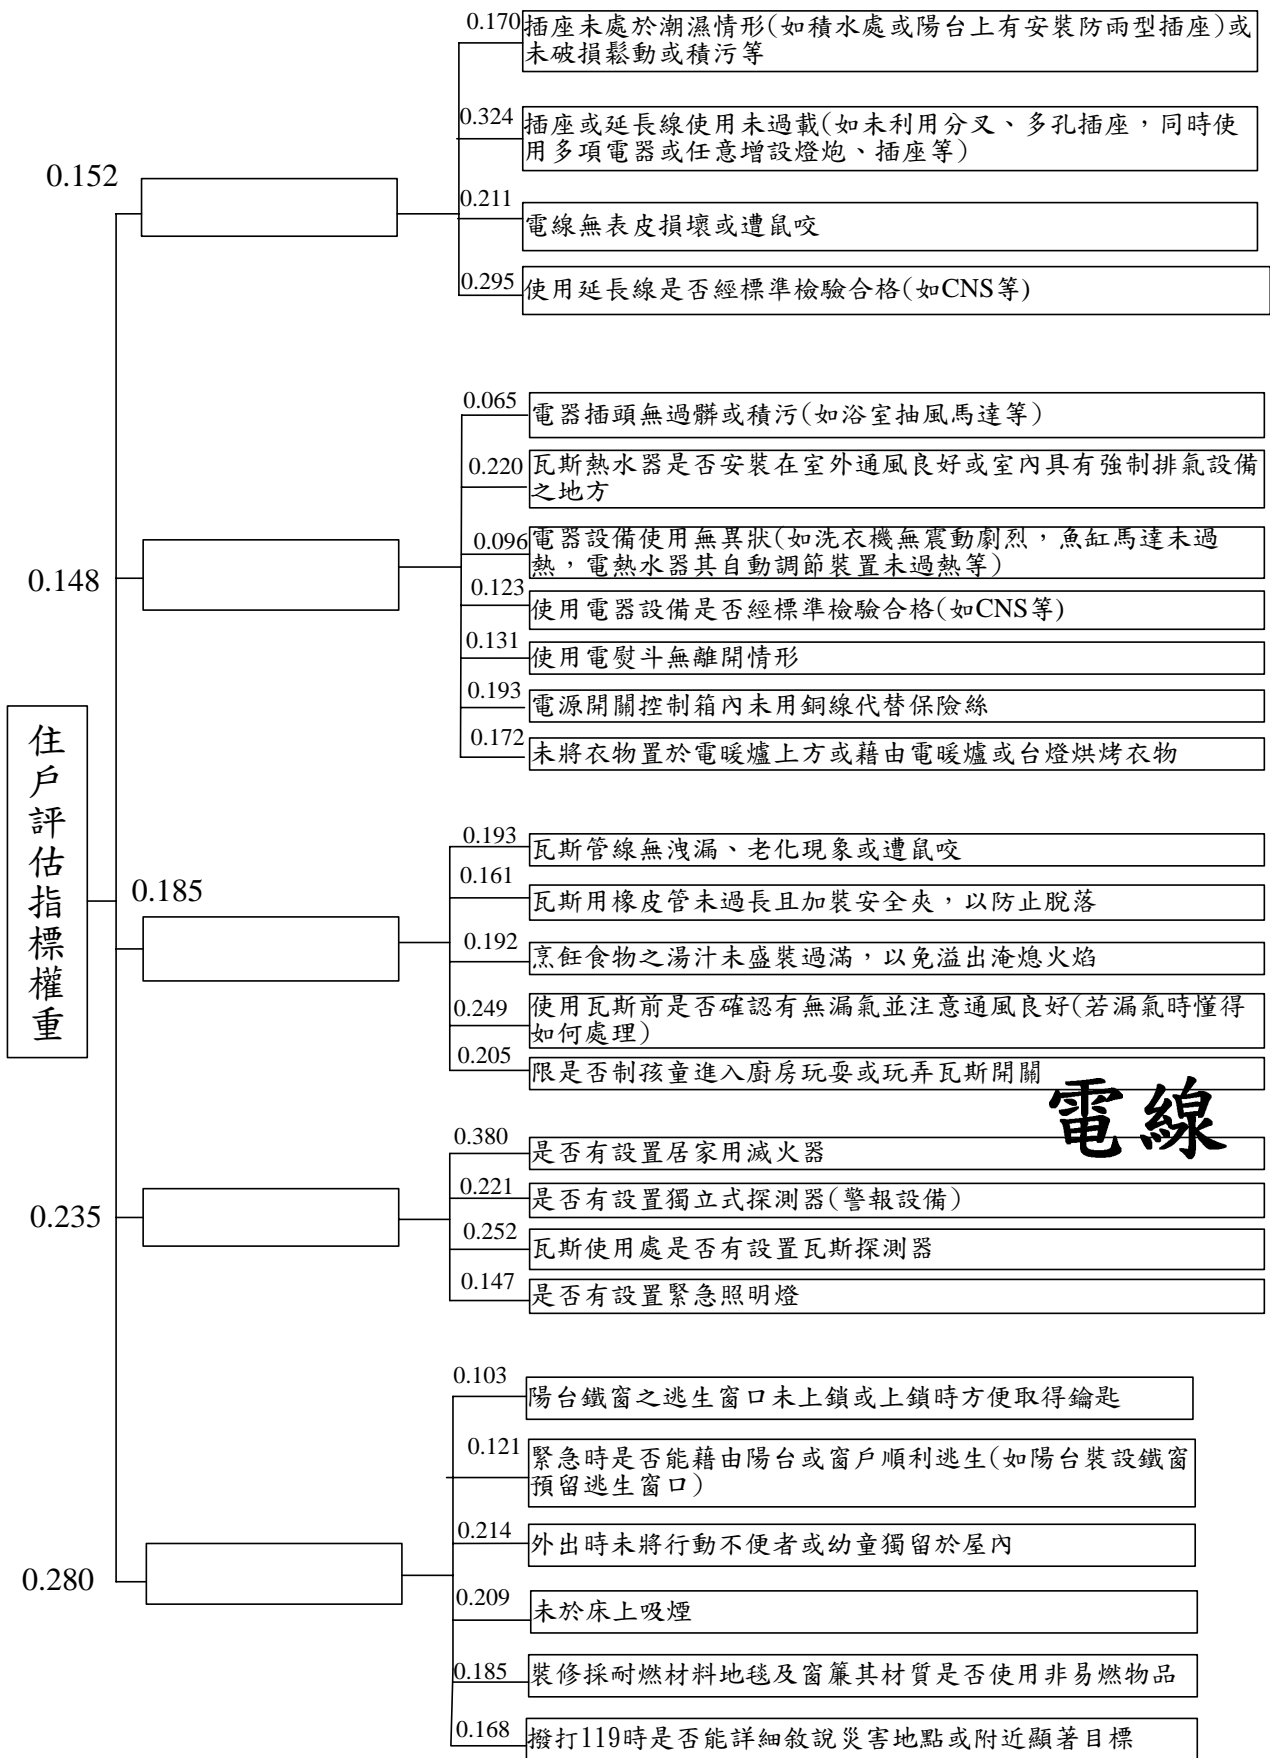 0.170
插座未處於潮濕情形(如積水處或陽台上有安裝防雨型插座)或
未破損鬆動或積污等
0.324
插座或延長線使用未過載(如未利用分叉、多孔插座，同時使
用多項電器或任意增設燈炮、插座等)
0.152
0.211
電線無表皮損壞或遭鼠咬
0.295
使用延長線是否經標準檢驗合格(如CNS等)
0.065
電器插頭無過髒或積污(如浴室抽風馬達等)
0.220
瓦斯熱水器是否安裝在室外通風良好或室內具有強制排氣設備
之地方
0.148
0.096
電器設備使用無異狀(如洗衣機無震動劇烈，魚缸馬達未過
熱，電熱水器其自動調節裝置未過熱等)
0.123
使用電器設備是否經標準檢驗合格(如CNS等)
0.131
使用電熨斗無離開情形
0.193
電源開關控制箱內未用銅線代替保險絲
0.172
未將衣物置於電暖爐上方或藉由電暖爐或台燈烘烤衣物
住戶評估指標權重
0.185
0.193
瓦斯管線無洩漏、老化現象或遭鼠咬
0.161
瓦斯用橡皮管未過長且加裝安全夾，以防止脫落
0.192
烹飪食物之湯汁未盛裝過滿，以免溢出淹熄火焰
0.249
使用瓦斯前是否確認有無漏氣並注意通風良好(若漏氣時懂得
如何處理)
0.205
限是否制孩童進入廚房玩耍或玩弄瓦斯開關
電線
0.235
0.380
是否有設置居家用滅火器
0.221
是否有設置獨立式探測器(警報設備)
0.252
瓦斯使用處是否有設置瓦斯探測器
0.147
是否有設置緊急照明燈
0.280
0.103
陽台鐵窗之逃生窗口未上鎖或上鎖時方便取得鑰匙
0.121
緊急時是否能藉由陽台或窗戶順利逃生(如陽台裝設鐵窗
預留逃生窗口)
0.214
外出時未將行動不便者或幼童獨留於屋內
0.209
未於床上吸煙
0.185
裝修採耐燃材料地毯及窗簾其材質是否使用非易燃物品
0.168
撥打119時是否能詳細敘說災害地點或附近顯著目標